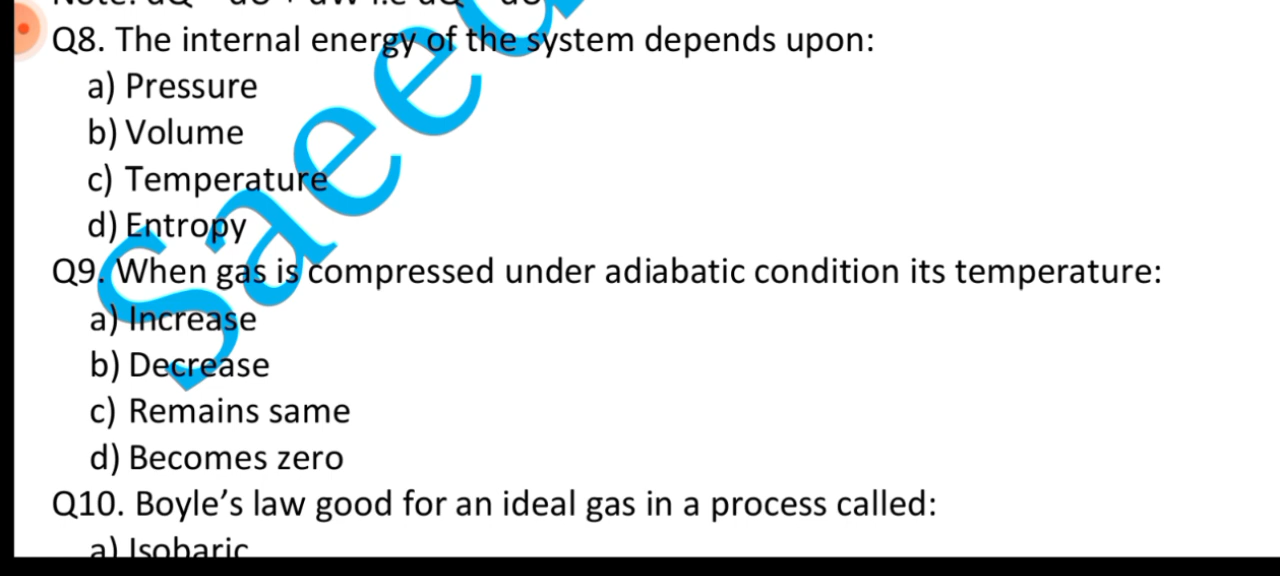 Q8. The internal energy of the system depends upon:
a) Pressure
b) Volume
c) Temperature
d) Entropy
Q9. When gas is compressed under adiabatic condition its temperature:
a) Increase
b) Decrease
c) Remains same
d) Becomes zero
Q10. Boyle's law good for an ideal gas in a process called:
a) Isobaric
Saeed